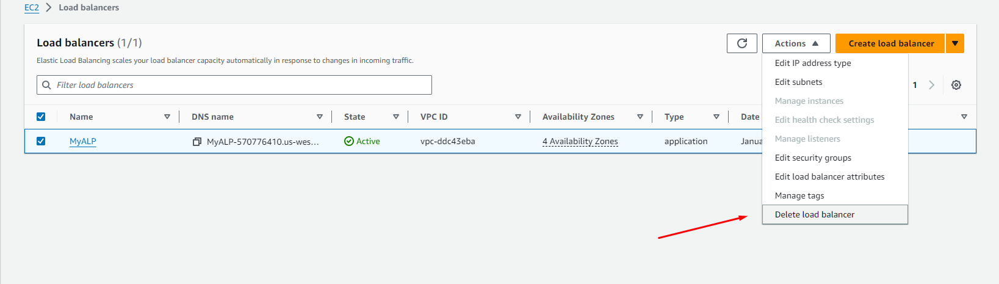 EC2 > Load balancers
Load balancers (1/1)
Actions
Create load balancer
Elastic Load Balancing scales your load balancer capacity automatically in response to changes in incoming traffic.
Filter load balancers
1
Name DNS name State VPC ID Availability Zones Type Date
MyALP MyALP-570776410.us-wes... Active vpc-ddc43eba 4 Availability Zones application
Edit IP address type
Edit subnets
Manage instances
Edit health check settings
Manage listeners
Edit security groups
Edit load balancer attributes
Manage tags
Delete load balancer